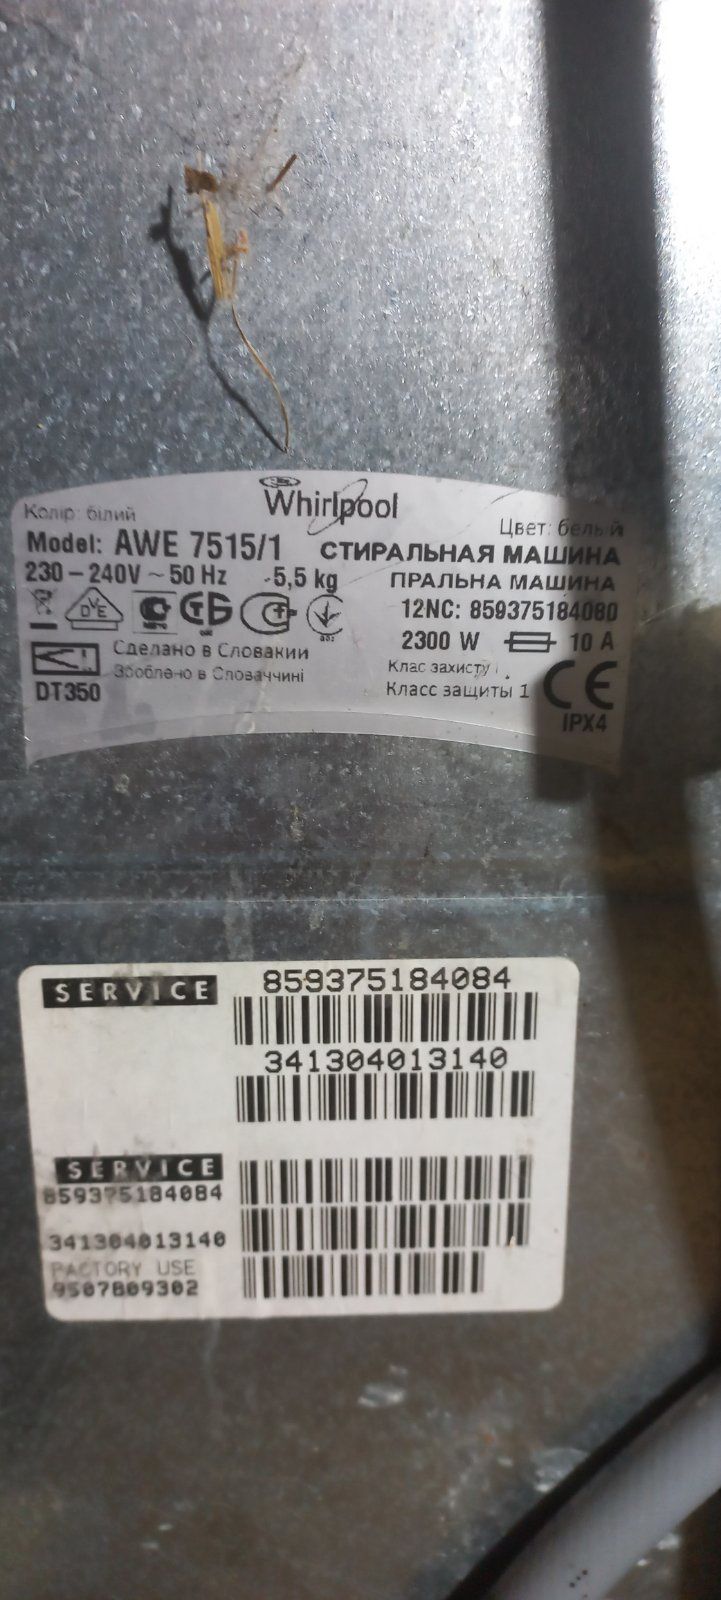 Whirlpool
Колір: білий
Цвет: белый
Model: AWE 7515/1
СТИРАЛЬНАЯ МАШИНА
230 – 240V ~ 50 Hz 5,5 kg
ПРАЛЬНА МАШИНА
12NC: 859375184080
2300 W 10 A
DVE
Сделано в Словакии
Зроблено в Словаччині
Клас захисту
Класс защиты 1
CE
DT350
IPX4
SERVICE
859375184084
341304013140
SERVICE
859375184084
341304013140
FACTORY USE
9507809302